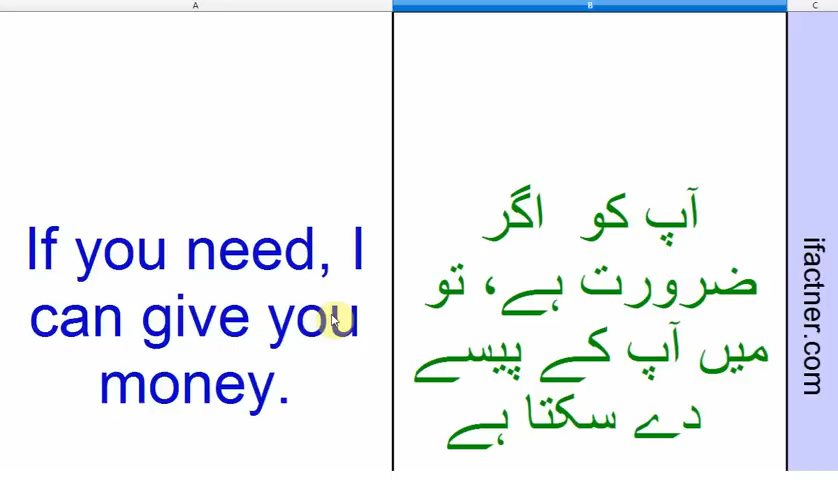 A
B
C
If you need, I
can give you
money.
آپ کو اگر
ضرورت ہے، تو
میں آپ کے پیسے
دے سکتا ہے
ifactner.com